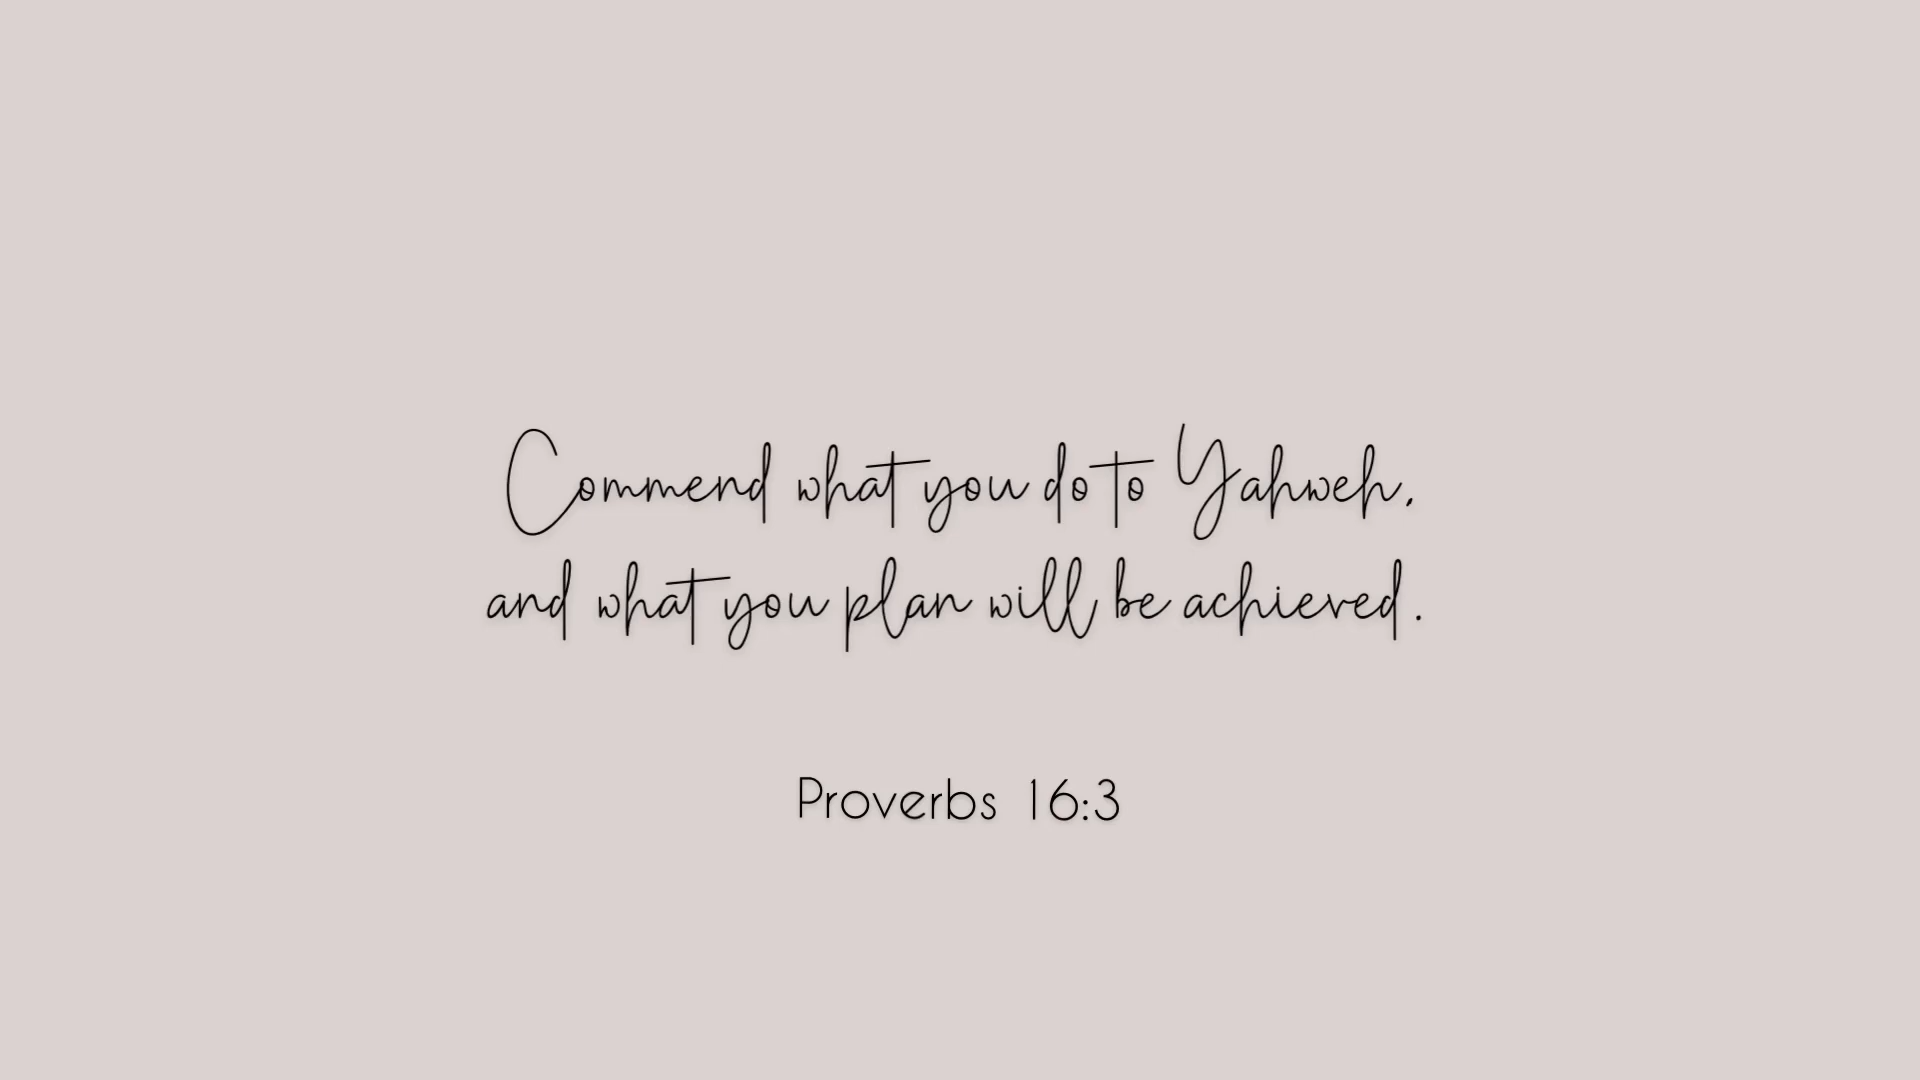 Commend what you do to Yahweh,
and what you plan will be achieved.
Proverbs 16:3